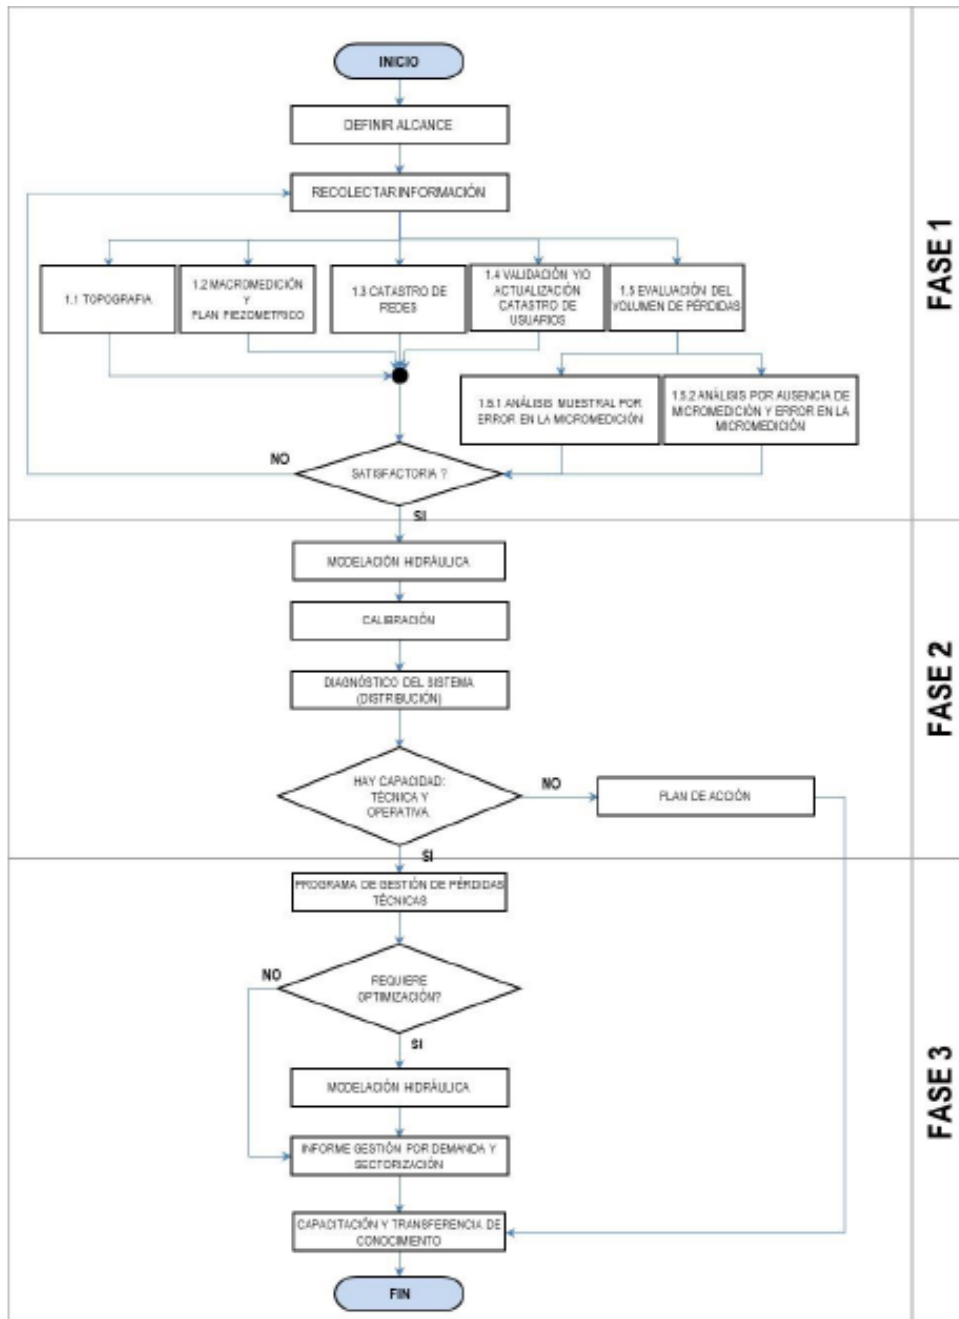 INICIO
DEFINIR ALCANCE
RECOLECTAR INFORMACIÓN
1.1 TOPOGRAFIA
1.2 MACROMEDICIÓN
Y
PLAN PIEZOMETRICO
1.3 CATASTRO DE
REDES
1.4 VALIDACIÓN Y/O
ACTUALIZACIÓN
CATASTRO DE
USUARIOS
1.5 EVALUACIÓN DEL
VOLUMEN DE PÉRDIDAS
1.5.1 ANÁLISIS MUESTRAL POR
ERROR EN LA MICROMEDICIÓN
1.5.2 ANÁLISIS POR AUSENCIA DE
MICROMEDICIÓN Y ERROR EN LA
MICROMEDICIÓN
NO
SATISFACTORIA ?
SI
FASE 1
MODELACIÓN HIDRÁULICA
CALIBRACIÓN
DIAGNÓSTICO DEL SISTEMA
(DISTRIBUCIÓN)
HAY CAPACIDAD:
TÉCNICA Y
OPERATIVA
NO
PLAN DE ACCIÓN
SI
FASE 2
PROGRAMA DE GESTIÓN DE PÉRDIDAS
TÉCNICAS
NO
REQUIERE
OPTIMIZACIÓN?
SI
MODELACIÓN HIDRÁULICA
INFORME GESTIÓN POR DEMANDA Y
SECTORIZACIÓN
CAPACITACIÓN Y TRANSFERENCIA DE
CONOCIMIENTO
FIN
FASE 3